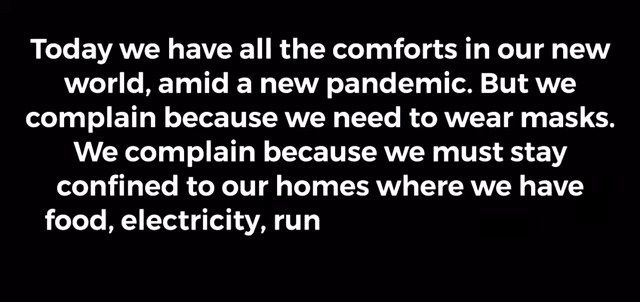 Today we have all the comforts in our new
world, amid a new pandemic. But we
complain because we need to wear masks.
We complain because we must stay
confined to our homes where we have
food, electricity, run